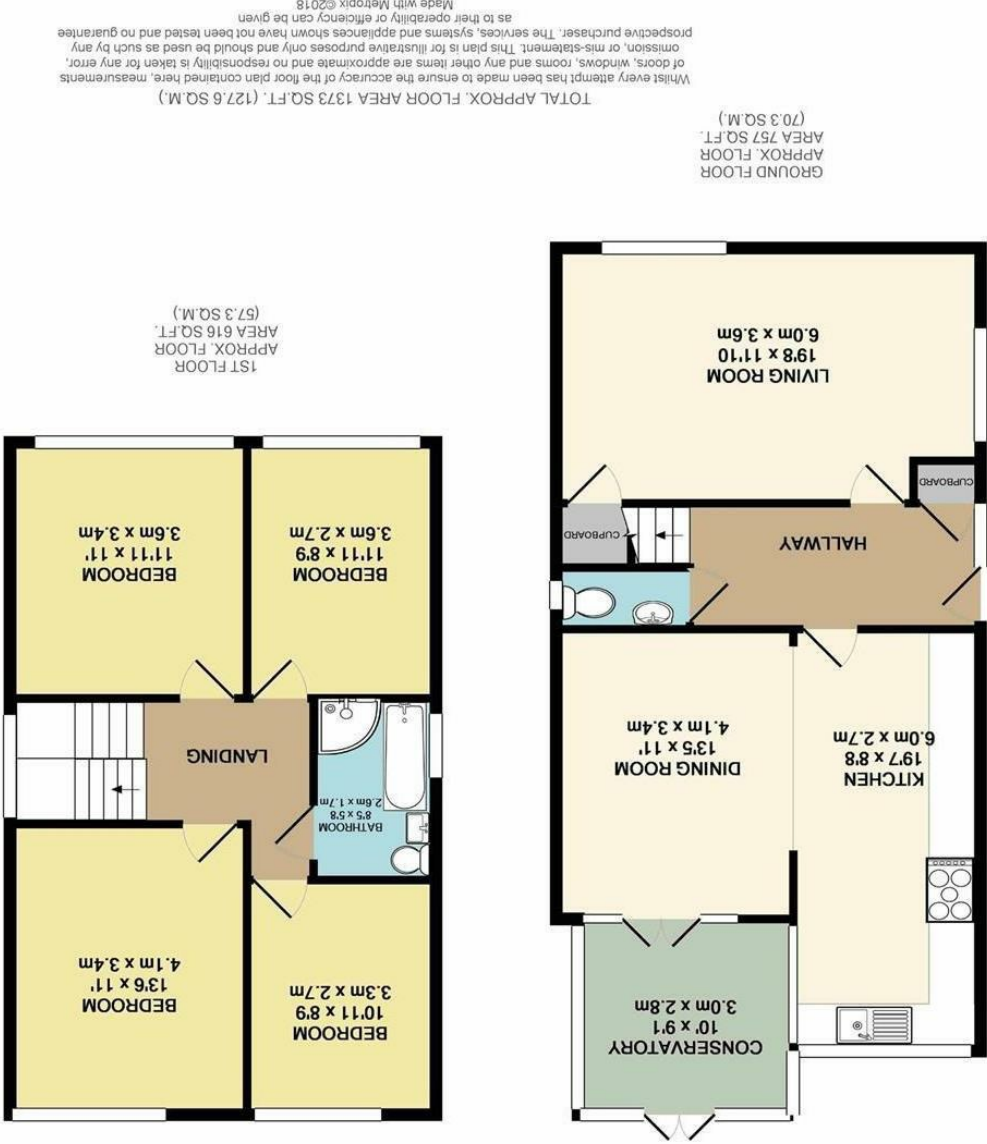 CONSERVATORY
10' x 9'1
3.0m x 2.8m
KITCHEN
19'7 x 8'8
6.0m x 2.7m
DINING ROOM
13'5 x 11'
4.1m x 3.4m
HALLWAY
CUPBOARD
CUPBOARD
LIVING ROOM
19'8 x 11'10
6.0m x 3.6m
GROUND FLOOR
APPROX. FLOOR
AREA 757 SQ.FT.
(70.3 SQ.M.)
BEDROOM
10'11 x 8'9
3.3m x 2.7m
BEDROOM
13'6 x 11'
4.1m x 3.4m
BATHROOM
8'5 x 5'8
2.6m x 1.7m
LANDING
BEDROOM
11'11 x 8'9
3.6m x 2.7m
BEDROOM
11'11 x 11'
3.6m x 3.4m
1ST FLOOR
APPROX. FLOOR
AREA 616 SQ.FT.
(57.3 SQ.M.)
TOTAL APPROX. FLOOR AREA 1373 SQ.FT. (127.6 SQ.M.)
Whilst every attempt has been made to ensure the accuracy of the floor plan contained here, measurements
of doors, windows, rooms and any other items are approximate and no responsibility is taken for any error,
omission, or mis-statement. This plan is for illustrative purposes only and should be used as such by any
prospective purchaser. The services, systems and appliances shown have not been tested and no guarantee
as to their operability or efficiency can be given
Made with Metropix ©2018